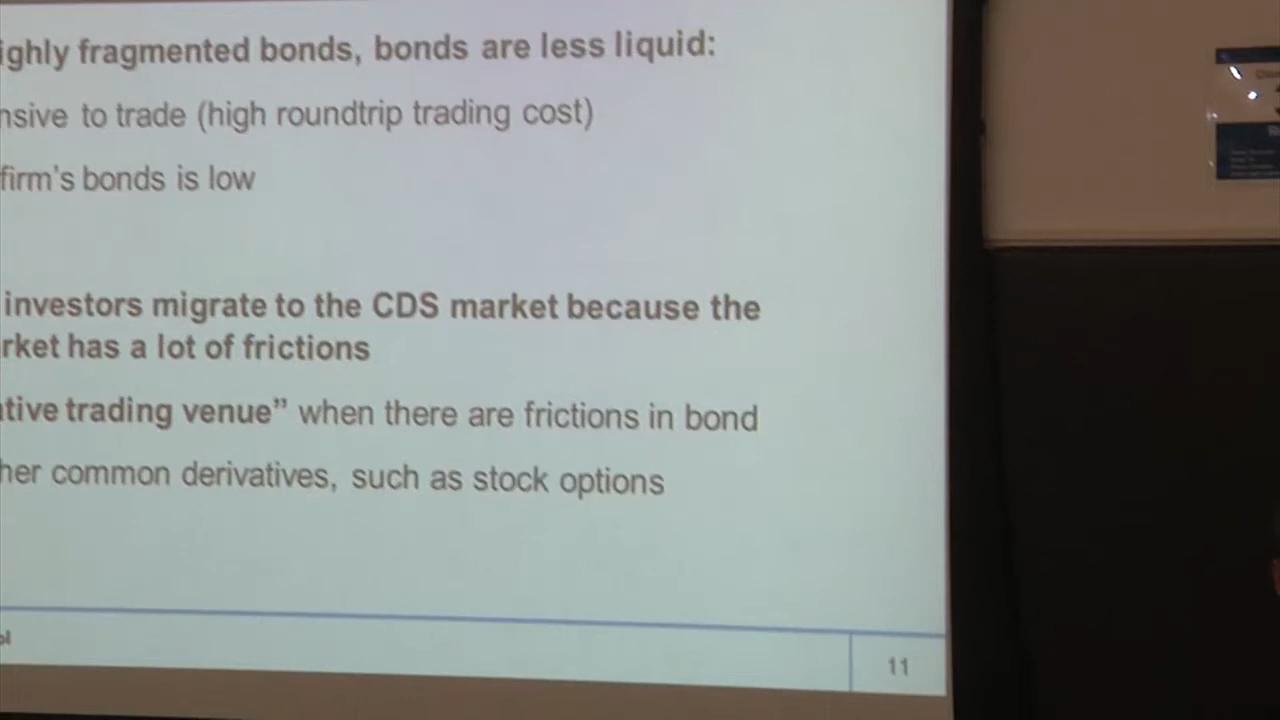 ighly fragmented bonds, bonds are less liquid:
nsive to trade (high roundtrip trading cost)
firm's bonds is low
investors migrate to the CDS market because the
rket has a lot of frictions
tive trading venue” when there are frictions in bond
her common derivatives, such as stock options
ol
11